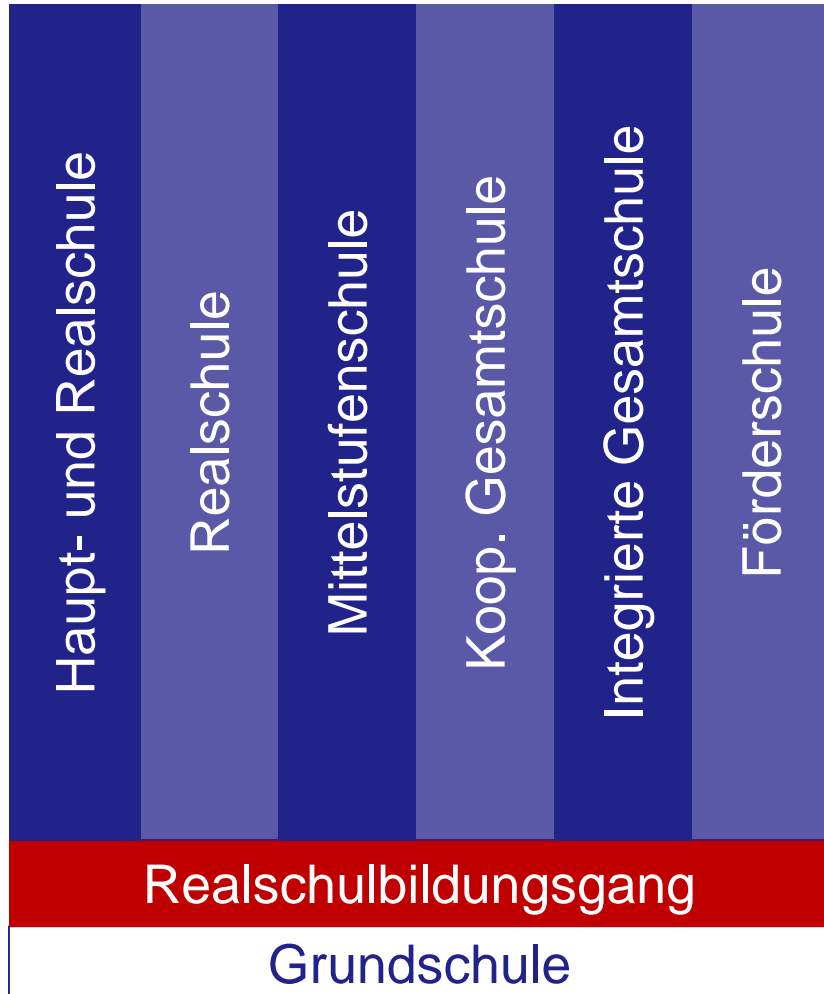 Haupt- und Realschule
Realschule
Mittelstufenschule
Koop. Gesamtschule
Integrierte Gesamtschule
Förderschule
Realschulbildungsgang
Grundschule